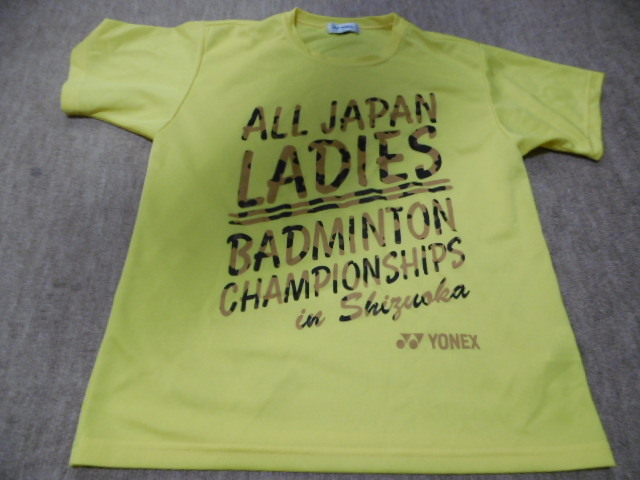 ALL JAPAN
LADIES
BADMINTON
CHAMPIONSHIPS
in Shizuoka
YONEX